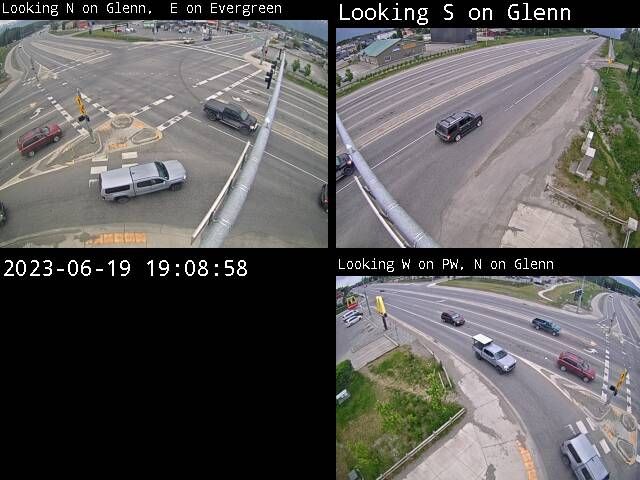 Looking N on Glenn, E on Evergreen
Looking S on Glenn
2023-06-19 19:08:58
Looking W on PW, N on Glenn